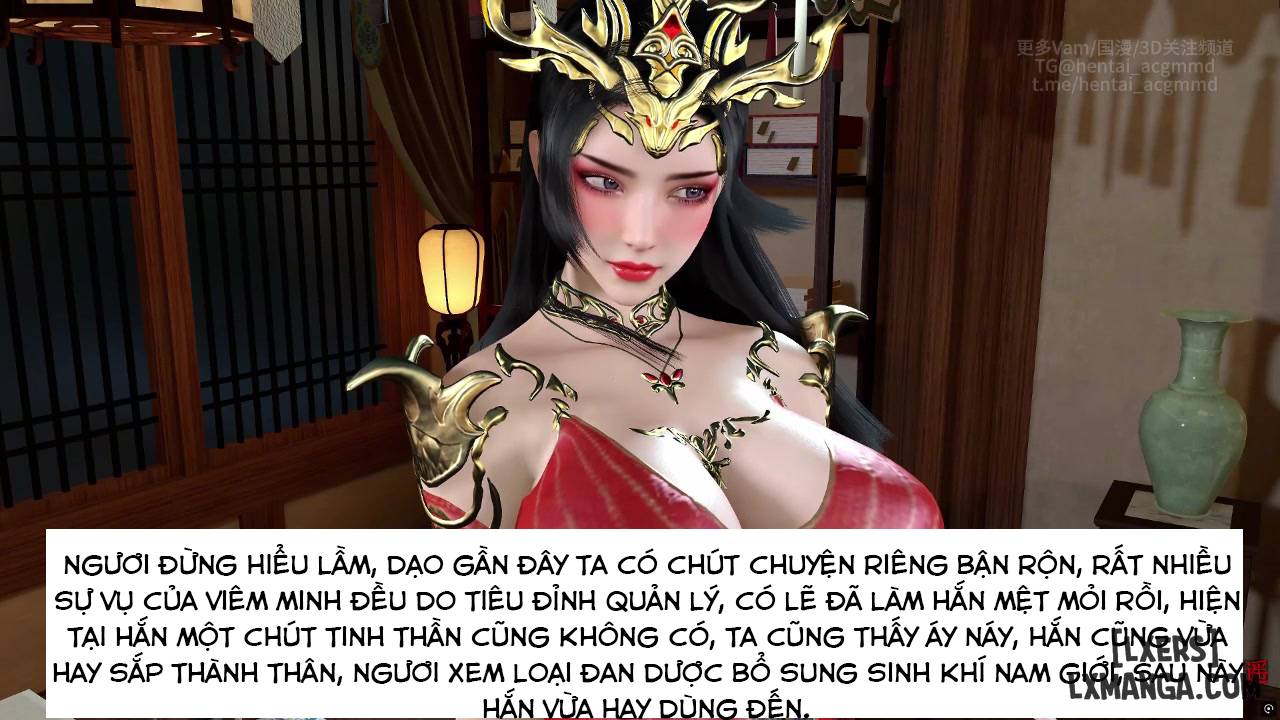 更多Vam/国漫/3D关注频道
TG@hentai_acgmmd
t.me/hentai_acgmmd
NGƯƠI ĐỪNG HIỂU LẦM, DẠO GẦN ĐÂY TA CÓ CHÚT CHUYỆN RIÊNG BẬN RỘN, RẤT NHIỀU
SỰ VỤ CỦA VIÊM MINH ĐỀU DO TIÊU ĐỈNH QUẢN LÝ, CÓ LẼ ĐÃ LÀM HẮN MỆT MỎI RỒI, HIỆN
TẠI HẮN MỘT CHÚT TINH THẦN CŨNG KHÔNG CÓ, TA CŨNG THẤY ÁY NÁY, HẮN CŨNG VỪA
HAY SẮP THÀNH THÂN, NGƯƠI XEM LOẠI ĐAN DƯỢC BỔ SUNG SINH KHÍ NAM GIỚI, SAU NÀY
HẮN VỪA HAY DÙNG ĐẾN.
LXERS
LXMANGA.COM